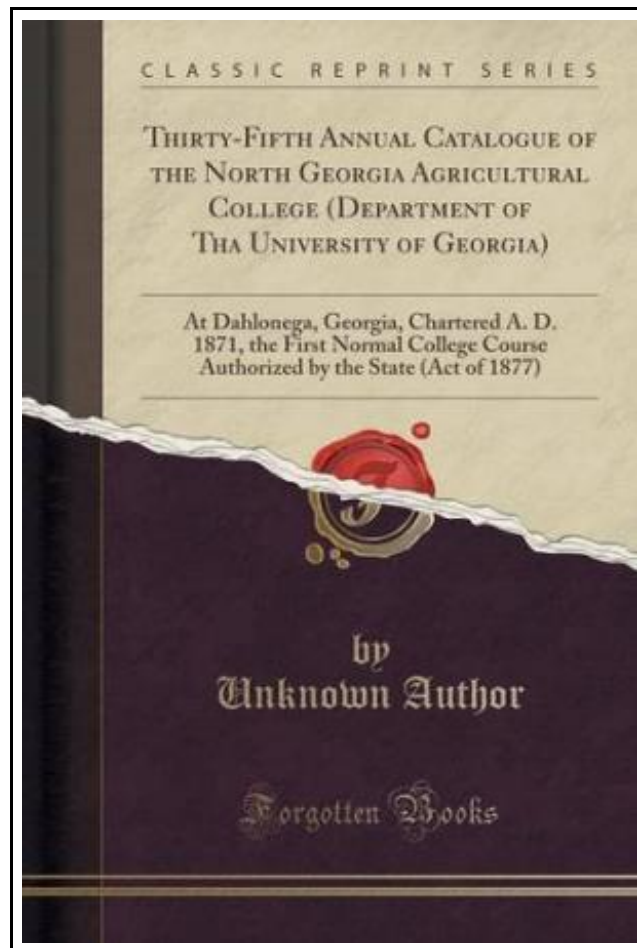 CLASSIC REPRINT SERIES
THIRTY-FIFTH ANNUAL CATALOGUE OF
THE NORTH GEORGIA AGRICULTURAL
COLLEGE (DEPARTMENT OF
THA UNIVERSITY OF GEORGIA)
At Dahlonega, Georgia, Chartered A. D.
1871, the First Normal College Course
Authorized by the State (Act of 1877)
F
by
Unknown Author
Forgotten Books